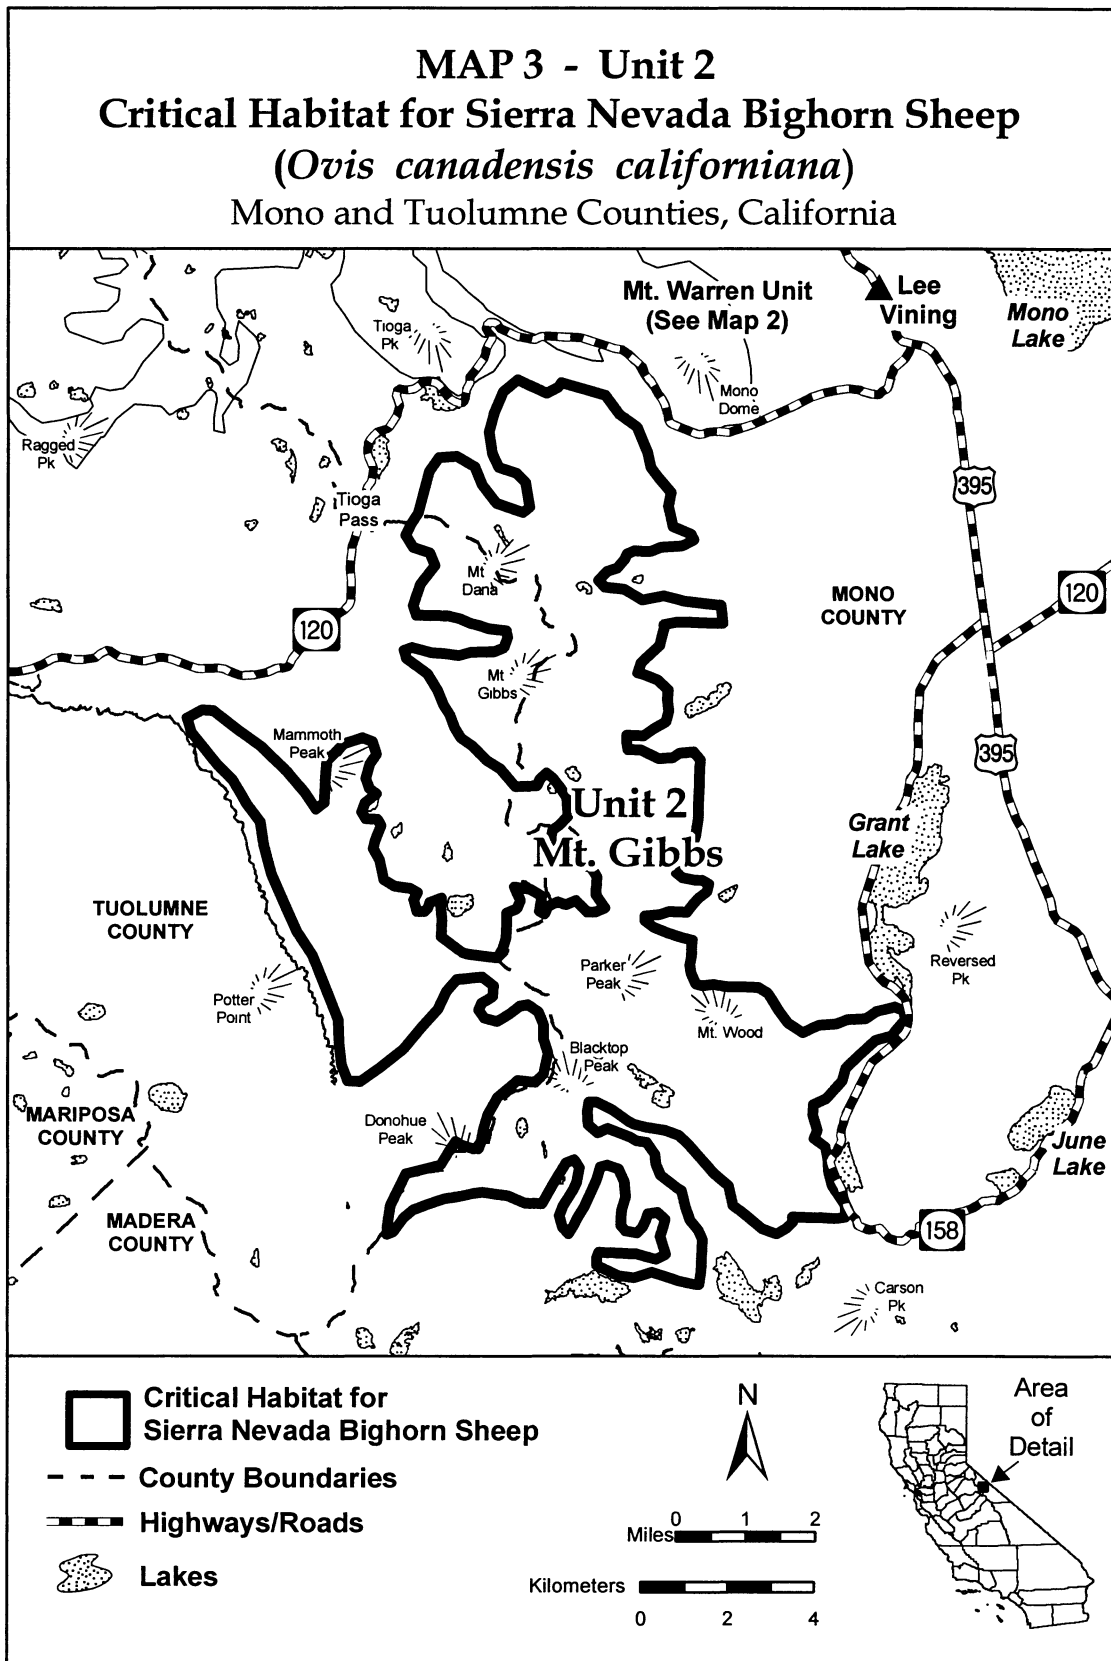 MAP 3 - Unit 2
Critical Habitat for Sierra Nevada Bighorn Sheep
(Ovis canadensis californiana)
Mono and Tuolumne Counties, California
Mt. Warren Unit
(See Map 2)
Lee
Vining
Mono
Lake
Tioga
Pk
Mono
Dome
Ragged
Pk
395
Tioga
Pass
Mt
Dana
120
MONO
COUNTY
120
Mt
Gibbs
Mammoth
Peak
395
Unit 2
Mt. Gibbs
Grant
Lake
TUOLUMNE
COUNTY
Parker
Peak
Reversed
Pk
Potter
Point
Mt. Wood
Blacktop
Peak
MARIPOSA
COUNTY
Donohue
Peak
June
Lake
MADERA
COUNTY
158
Carson
Pk
Critical Habitat for
Sierra Nevada Bighorn Sheep
County Boundaries
Highways/Roads
Lakes
N
0 1 2
Miles
Kilometers
0 2 4
Area
of
Detail